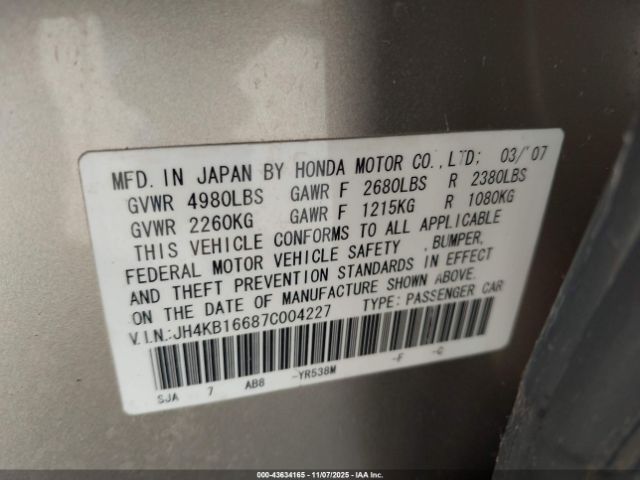 MFD. IN JAPAN BY HONDA MOTOR CO., LTD; 03/'07
GVWR 4980LBS GAWR F 2680LBS R 2380LBS
GVWR 2260KG GAWR F 1215KG R 1080KG
THIS VEHICLE CONFORMS TO ALL APPLICABLE
FEDERAL MOTOR VEHICLE SAFETY , BUMPER,
AND THEFT PREVENTION STANDARDS IN EFFECT
ON THE DATE OF MANUFACTURE SHOWN ABOVE.
V.I.N.:JH4KB16687C004227 TYPE: PASSENGER CAR
SJA 7 AB8 -YR538M -F -C
000-43634165 - 11/07/2025 - IAA Inc.